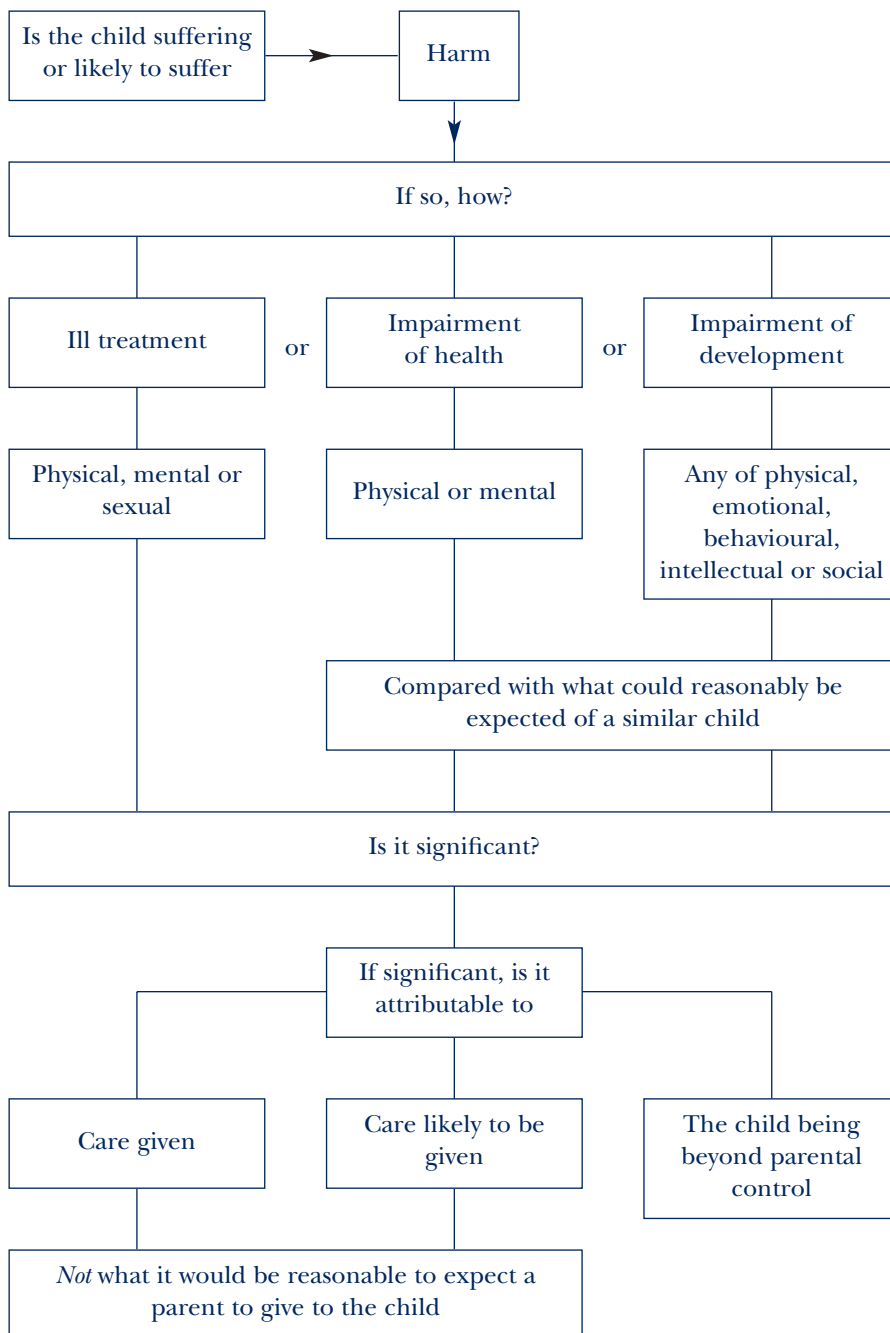 Is the child suffering
or likely to suffer
Harm
If so, how?
Ill treatment
or
Impairment
of health
or
Impairment of
development
Physical, mental or
sexual
Physical or mental
Any of physical,
emotional,
behavioural,
intellectual or social
Compared with what could reasonably be
expected of a similar child
Is it significant?
If significant, is it
attributable to
Care given
Care likely to be
given
The child being
beyond parental
control
Not what it would be reasonable to expect a
parent to give to the child